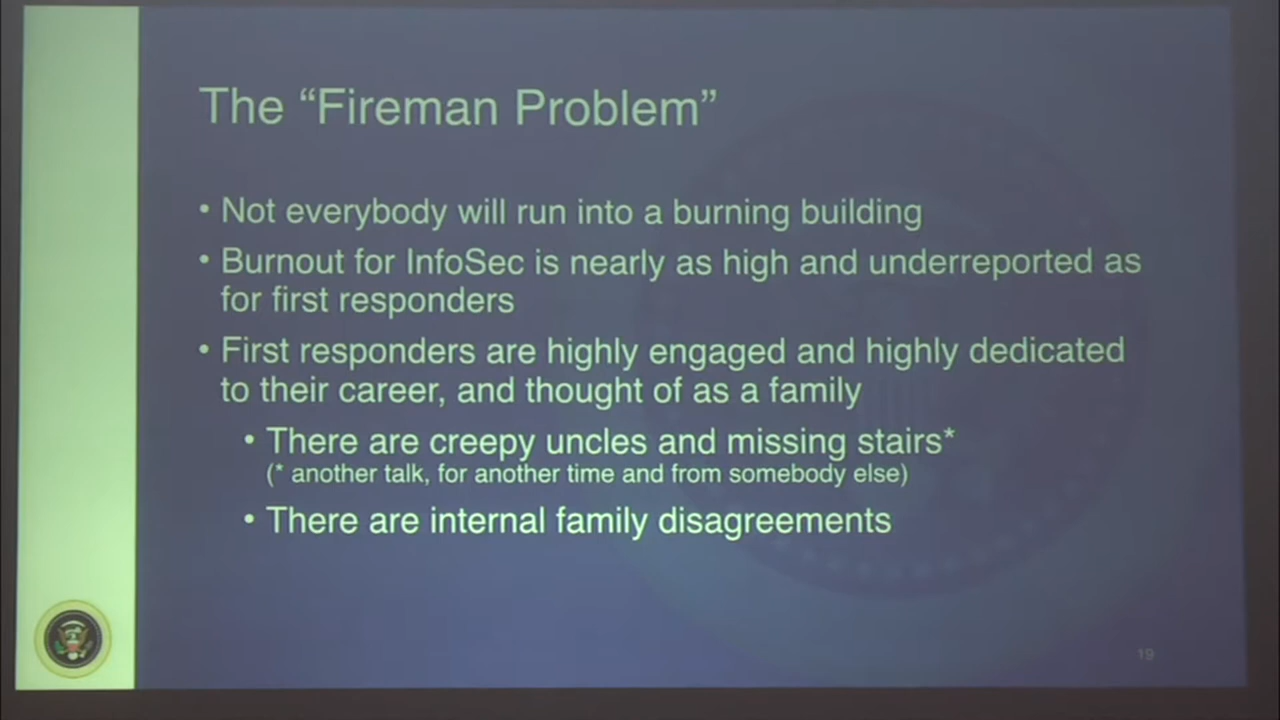 The “Fireman Problem”
• Not everybody will run into a burning building
• Burnout for InfoSec is nearly as high and underreported as
for first responders
• First responders are highly engaged and highly dedicated
to their career, and thought of as a family
• There are creepy uncles and missing stairs*
(* another talk, for another time and from somebody else)
• There are internal family disagreements
19